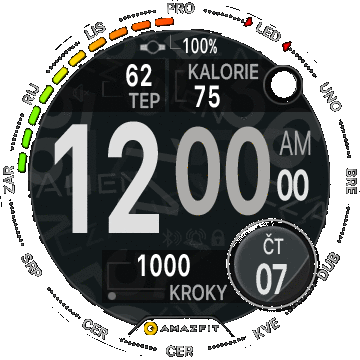 PRO
LIS
LED
ŘIJ
ÚNO
ZÁŘ
BŘE
SRP
DUB
ČER
KVĚ
ČER
100%
62
TEP
KALORIE
75
12 00
AM
00
1000
KROKY
ČT
07
AMAZFIT